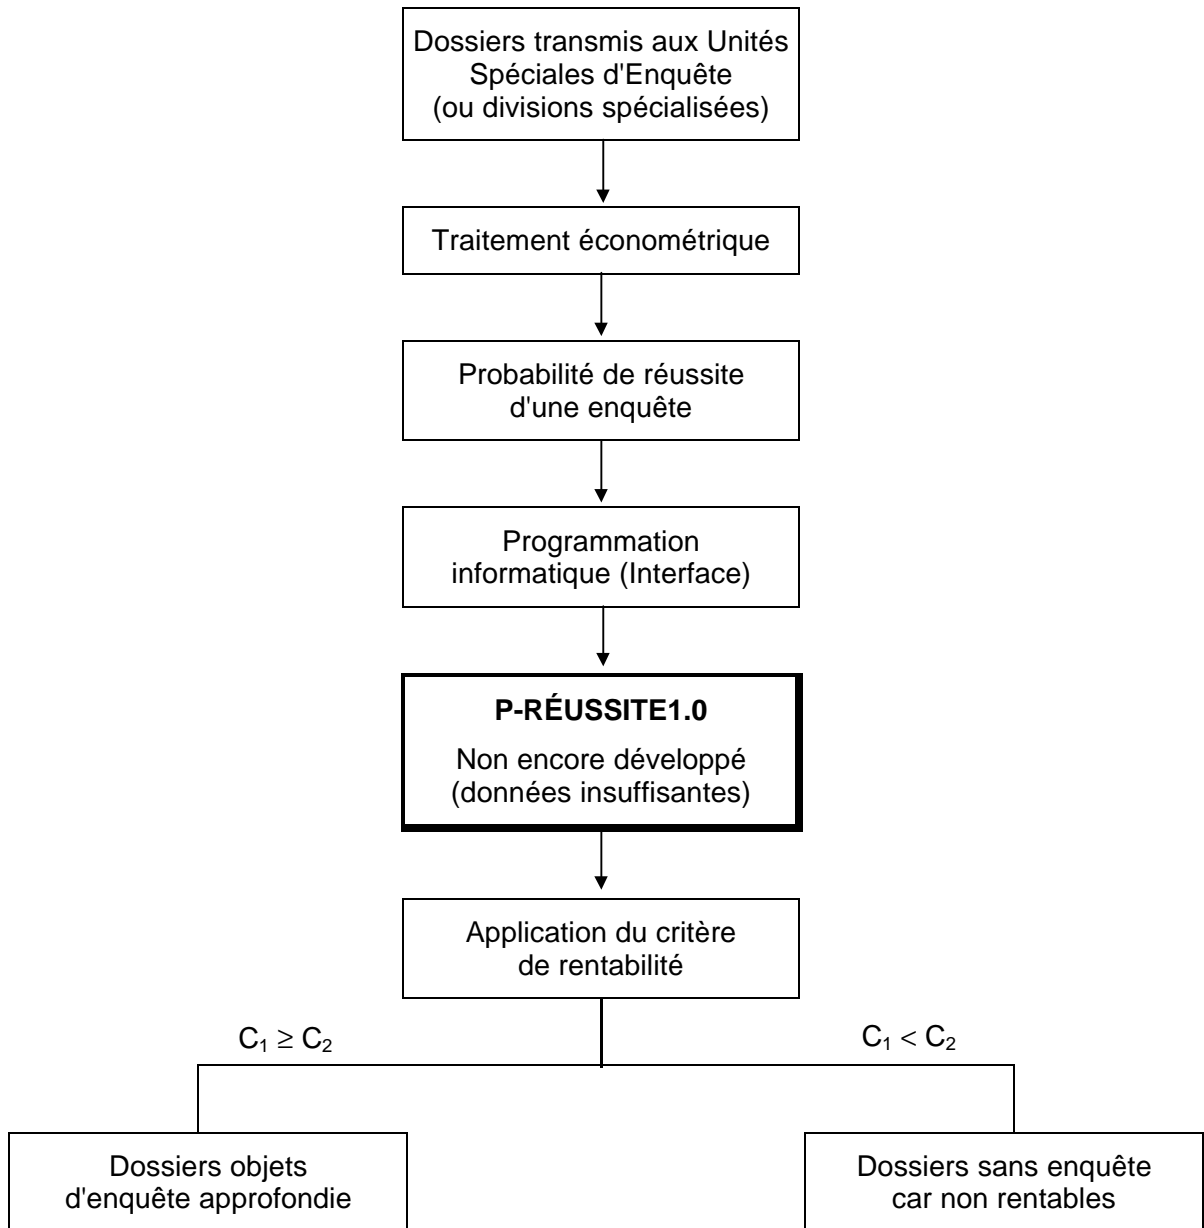 Dossiers transmis aux Unités
Spéciales d'Enquête
(ou divisions spécialisées)
Traitement économétrique
Probabilité de réussite
d'une enquête
Programmation
informatique (Interface)
P-RÉUSSITE1.0
Non encore développé
(données insuffisantes)
Application du critère
de rentabilité
C₁ ≥ C₂
C₁ < C₂
Dossiers objets
d'enquête approfondie
Dossiers sans enquête
car non rentables